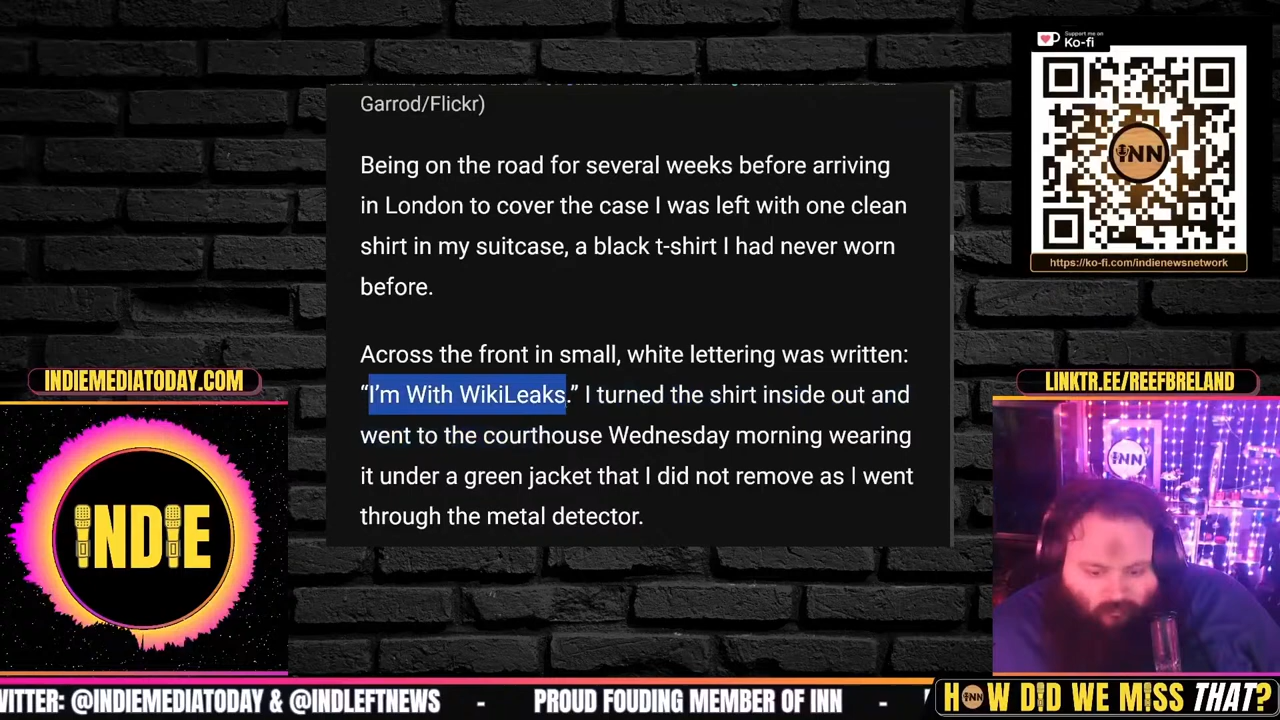 Support me on
Ko-fi
INN
https://ko-fi.com/indienewsnetwork
Garrod/Flickr)
Being on the road for several weeks before arriving
in London to cover the case I was left with one clean
shirt in my suitcase, a black t-shirt I had never worn
before.
Across the front in small, white lettering was written:
“I’m With WikiLeaks.” I turned the shirt inside out and
went to the courthouse Wednesday morning wearing
it under a green jacket that I did not remove as I went
through the metal detector.
INDIEMEDIATODAY.COM
INDIE
LINKTR.EE/REEFBRELAND
INN
WITTER: @INDIEMEDIATODAY & @INDLEFTNEWS - PROUD FOUDING MEMBER OF INN -
HOW DID WE MISS THAT?